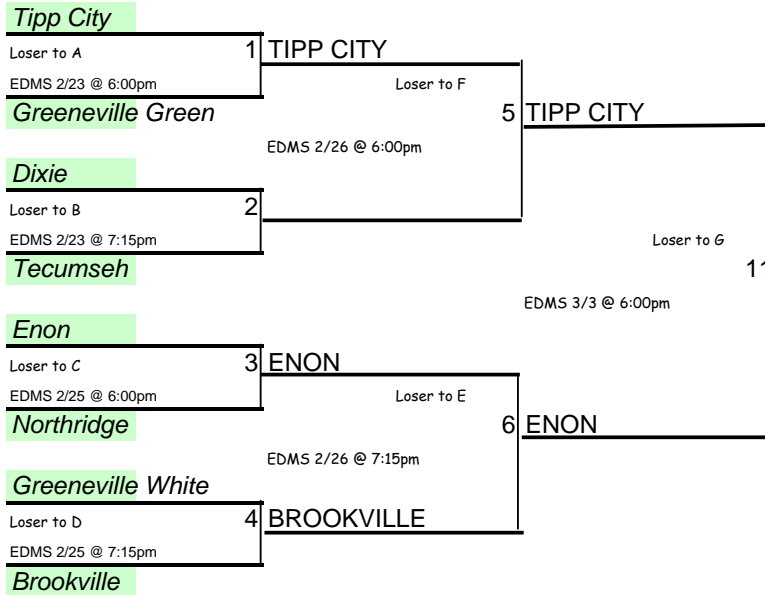 Tipp City
Loser to A
1 TIPP CITY
EDMS 2/23 @ 6:00pm
Loser to F
Greeneville Green
5 TIPP CITY
EDMS 2/26 @ 6:00pm
Dixie
Loser to B
2
EDMS 2/23 @ 7:15pm
Loser to G
Tecumseh
11
EDMS 3/3 @ 6:00pm
Enon
Loser to C
3 ENON
EDMS 2/25 @ 6:00pm
Loser to E
Northridge
6 ENON
EDMS 2/26 @ 7:15pm
Greeneville White
Loser to D
4 BROOKVILLE
EDMS 2/25 @ 7:15pm
Brookville